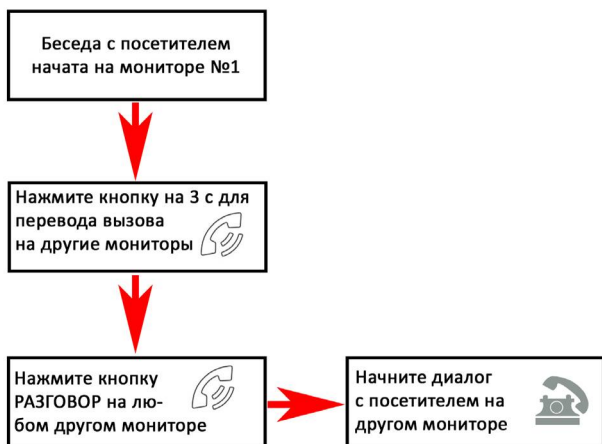 Беседа с посетителем
начата на мониторе №1
Нажмите кнопку на 3 с для
перевода вызова
на другие мониторы
Нажмите кнопку
РАЗГОВОР на лю-
бом другом мониторе
Начните диалог
с посетителем на
другом мониторе